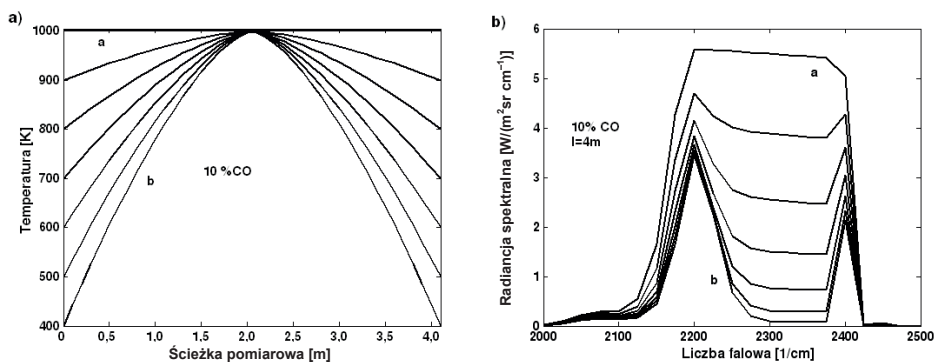 a)
1000
900
800
700
600
500
400
Temperatura [K]
a
b
10 %CO
0
0,5
1,0
1,5
2,0
2,5
3,0
3,5
4,0
Ścieżka pomiarowa [m]
b)
6
5
4
3
2
1
0
Radiancja spektralna [W/(m²sr cm⁻¹)]
10% CO
l=4m
a
b
2000
2100
2200
2300
2400
2500
Liczba falowa [1/cm]